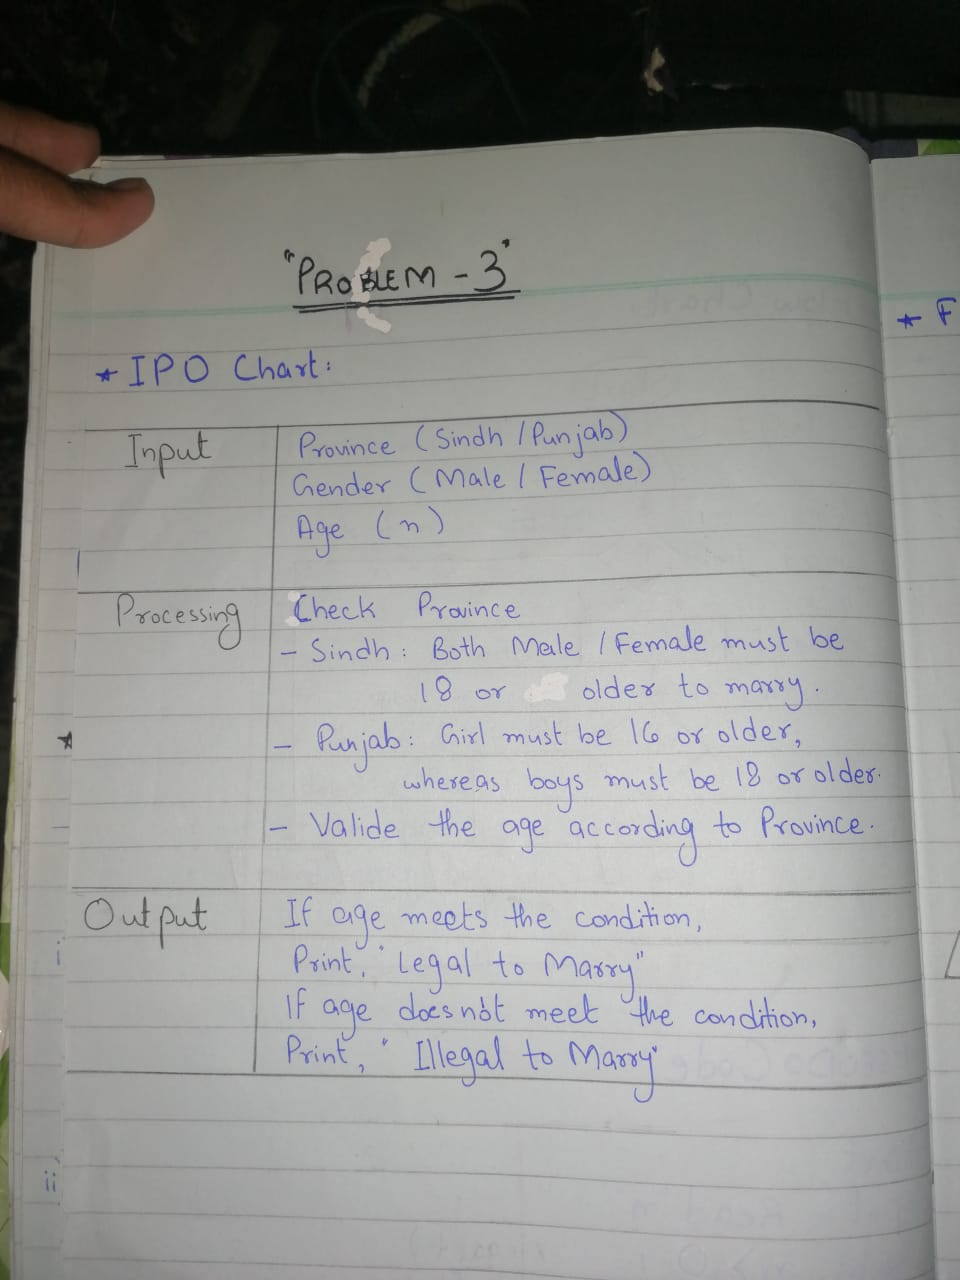 "PROBLEM - 3"
* F
* IPO Chart:
Input
Province (Sindh / Punjab)
Gender (Male / Female)
Age (n)
Processing
Check Province
- Sindh: Both Male / Female must be
18 or older to marry.
- Punjab: Girl must be 16 or older,
whereas boys must be 18 or older.
- Valide the age according to Province.
Output
If age meets the condition,
Print, "Legal to Marry"
If age does not meet the condition,
Print, "Illegal to Marry"
i
ii